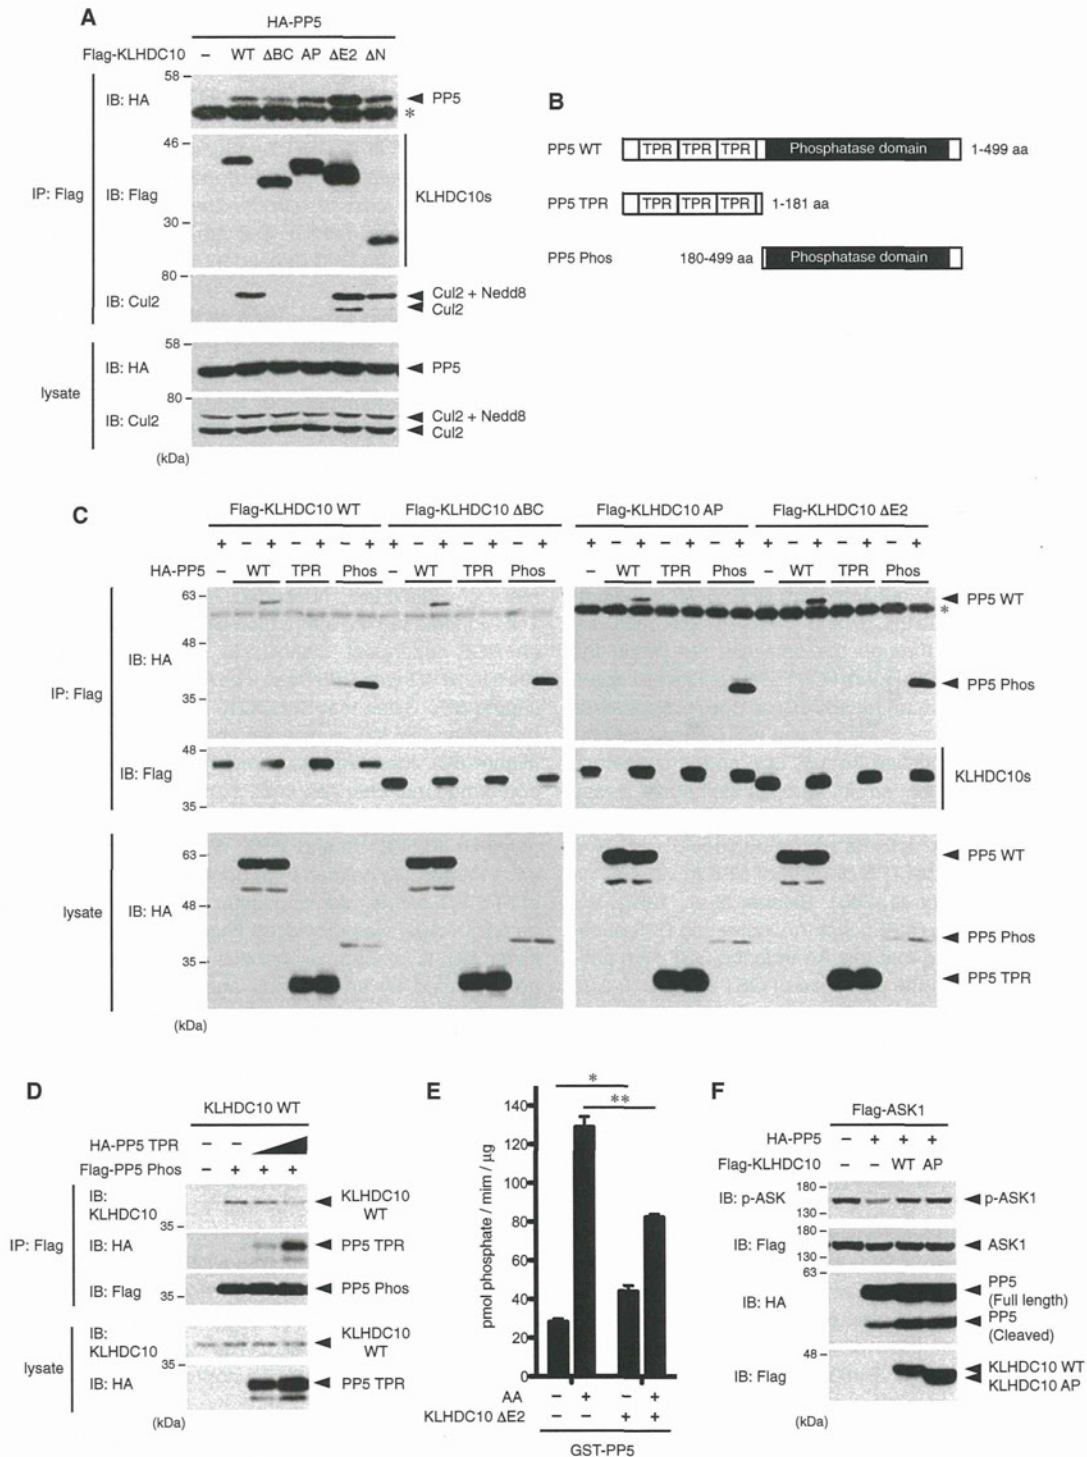 A
HA-PP5
Flag-KLHDC10 – WT ΔBC AP ΔE2 ΔN
58
IB: HA
PP5
*
46
IP: Flag
IB: Flag
KLHDC10s
30
80
IB: Cul2
Cul2 + Nedd8
Cul2
58
IB: HA
PP5
lysate
80
IB: Cul2
Cul2 + Nedd8
Cul2
(kDa)
B
PP5 WT TPR TPR TPR Phosphatase domain 1-499 aa
PP5 TPR TPR TPR TPR 1-181 aa
PP5 Phos 180-499 aa Phosphatase domain
C
Flag-KLHDC10 WT Flag-KLHDC10 ΔBC Flag-KLHDC10 AP Flag-KLHDC10 ΔE2
+ – + – + – + + – + – + – + + – + – + – + + – + – + – +
HA-PP5 – WT TPR Phos – WT TPR Phos – WT TPR Phos – WT TPR Phos
63
PP5 WT
*
48
IB: HA
IP: Flag
PP5 Phos
35
48
IB: Flag
KLHDC10s
35
63
PP5 WT
lysate
IB: HA
48
PP5 Phos
35
PP5 TPR
(kDa)
D
KLHDC10 WT
HA-PP5 TPR – –
Flag-PP5 Phos – + + +
IB:
KLHDC10
KLHDC10
WT
35
IP: Flag
IB: HA
PP5 TPR
IB: Flag
PP5 Phos
35
IB:
KLHDC10
KLHDC10
WT
lysate
35
IB: HA
PP5 TPR
(kDa)
E
*
**
140
120
100
80
60
40
20
0
pmol phosphate / mim / μg
AA – + – +
KLHDC10 ΔE2 – – + +
GST-PP5
F
Flag-ASK1
HA-PP5 – + + +
Flag-KLHDC10 – – WT AP
180
IB: p-ASK
p-ASK1
130
180
IB: Flag
ASK1
130
63
IB: HA
PP5
(Full length)
PP5
(Cleaved)
48
IB: Flag
KLHDC10 WT
KLHDC10 AP
(kDa)